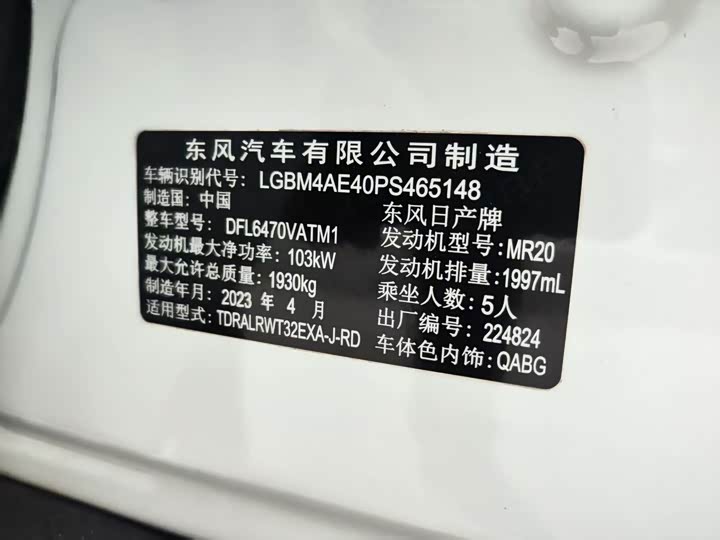 东风汽车有限公司制造
车辆识别代号: LGBM4AE40PS465148
制造国: 中国
东风日产牌
整车型号: DFL6470VATM1
发动机型号: MR20
发动机最大净功率: 103kW
发动机排量: 1997mL
最大允许总质量: 1930kg
乘坐人数: 5人
制造年月: 2023 年 4 月
出厂编号: 224824
适用型式: TDRALRWT32EXA-J-RD
车体色内饰: QABG